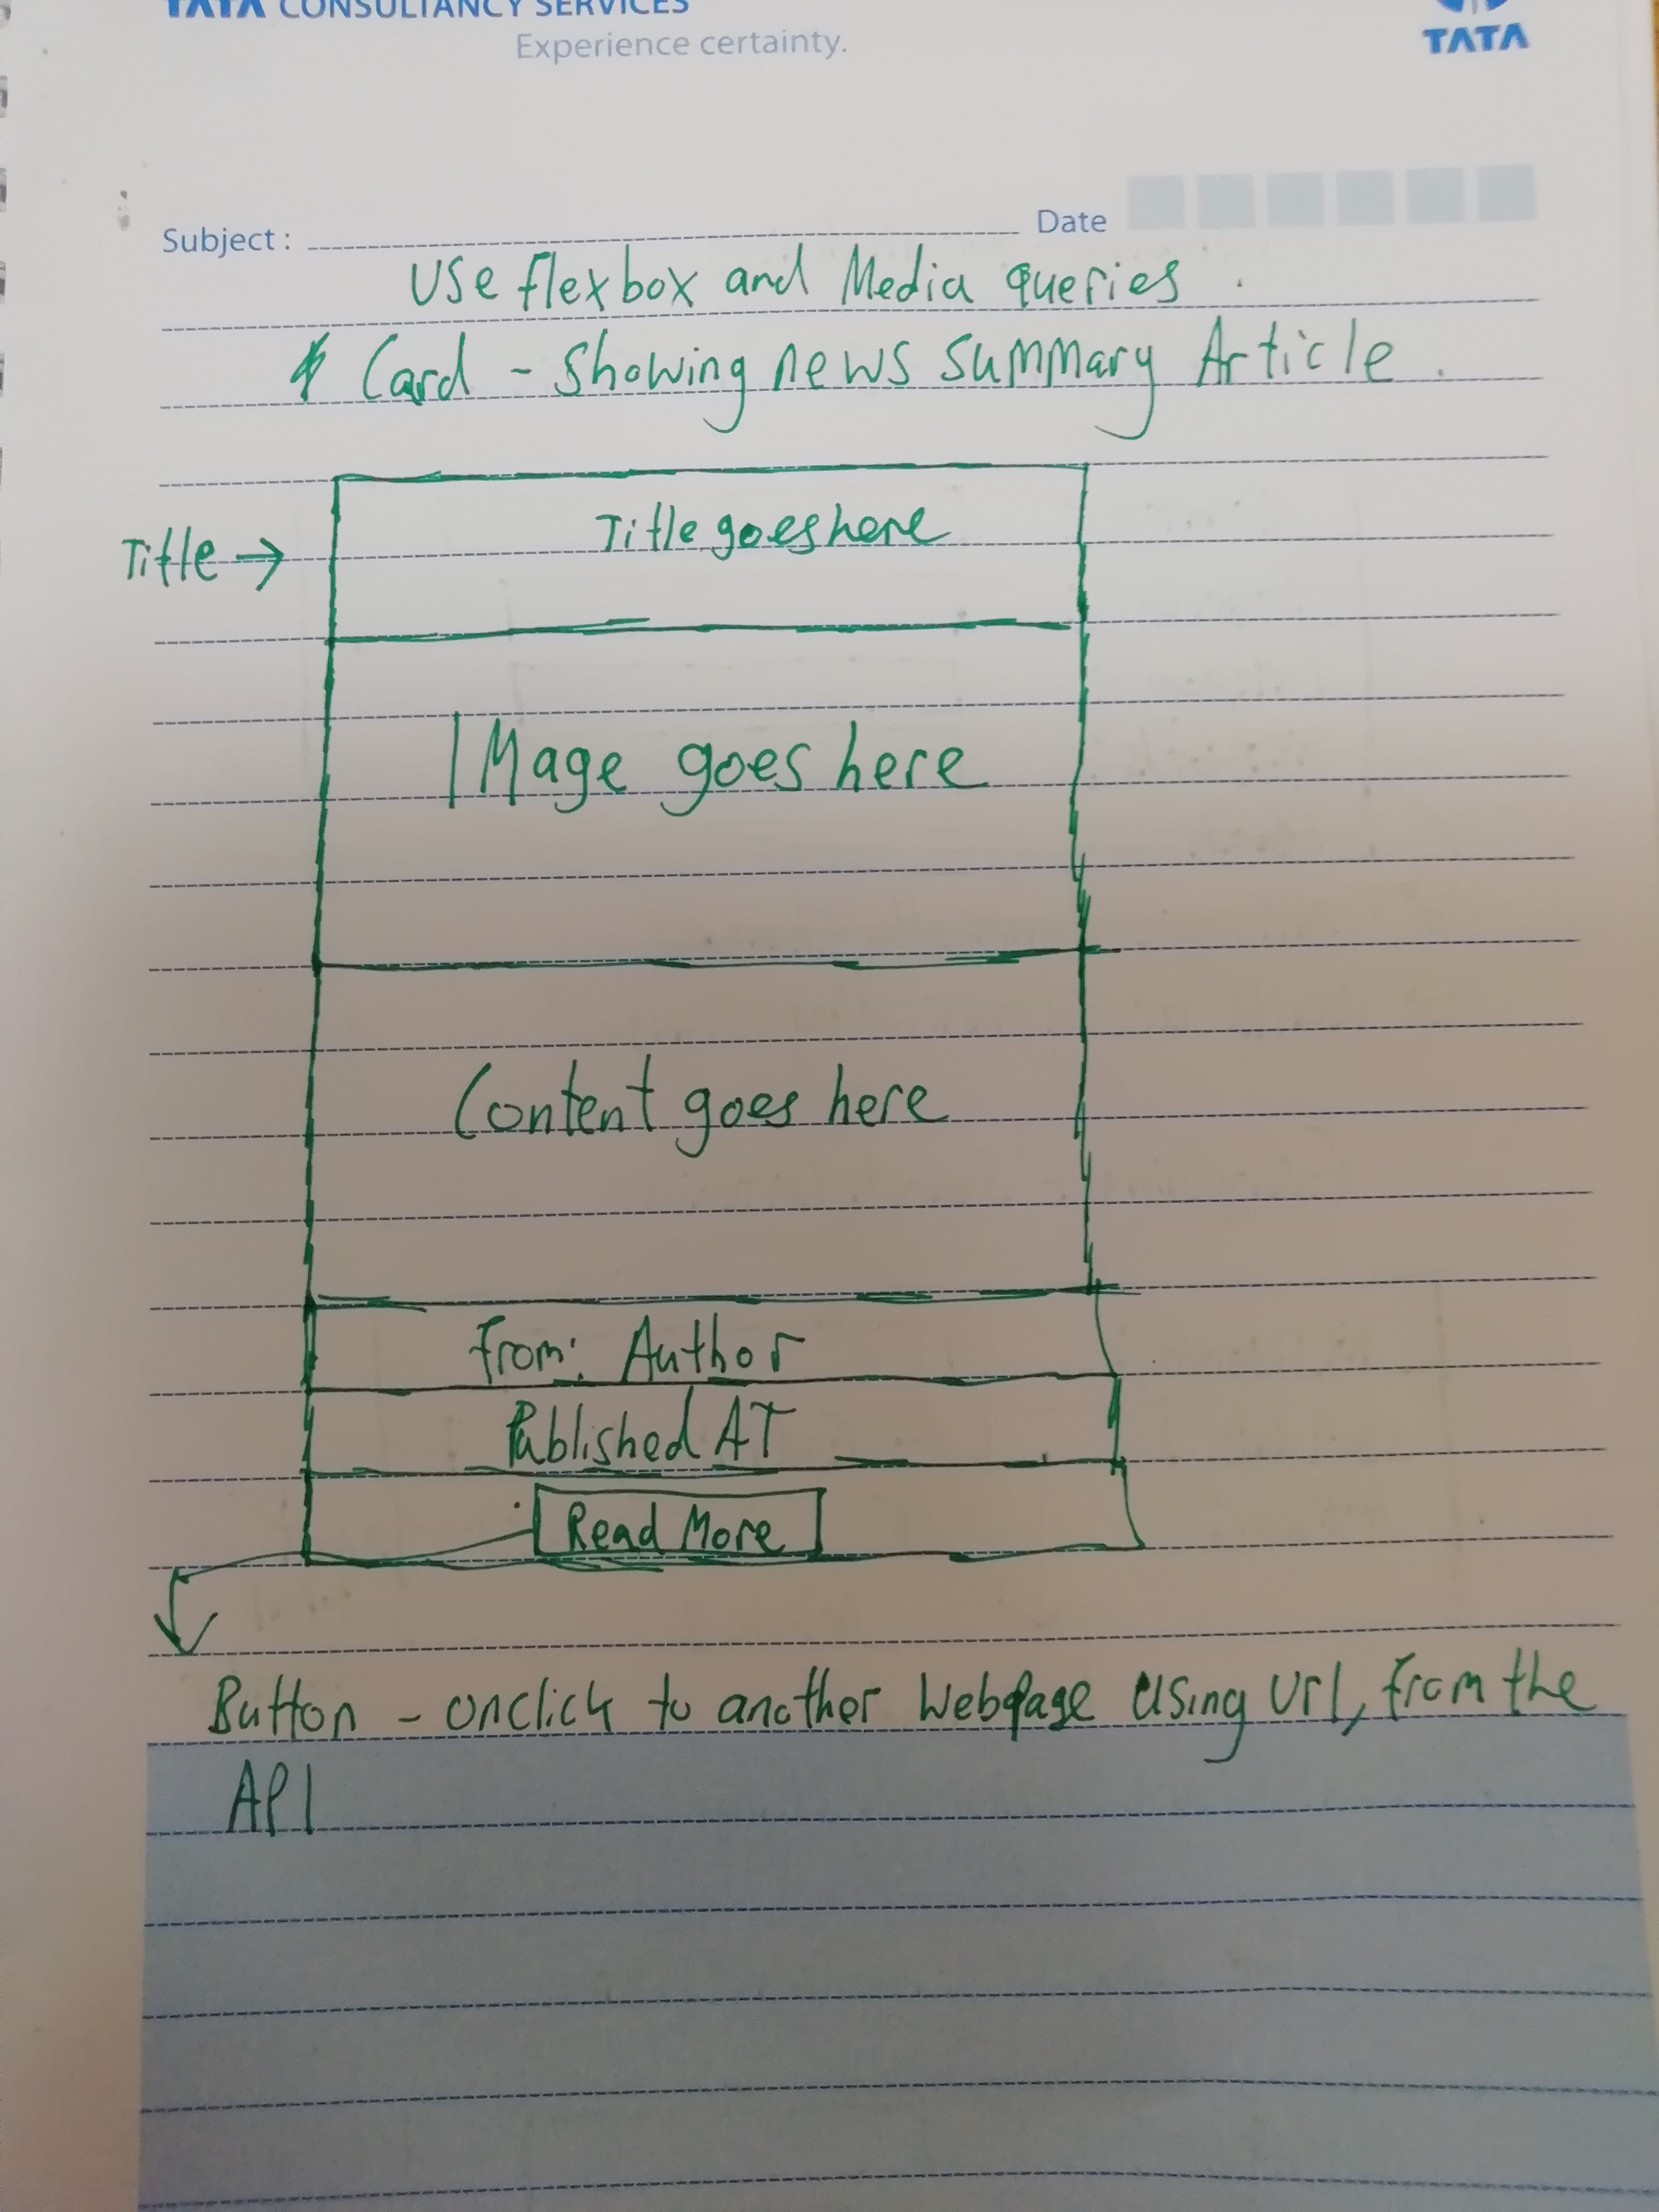 TATA CONSULTANCY SERVICES
Experience certainty.
TATA
Subject :
Date
Use flexbox and Media queries .
Card - Showing news summary Article .
Title →
Title goes here
IMage goes here
Content goes here
From: Author
Published AT
Read More
Button - onclick to another Webpage using Url, from the
API